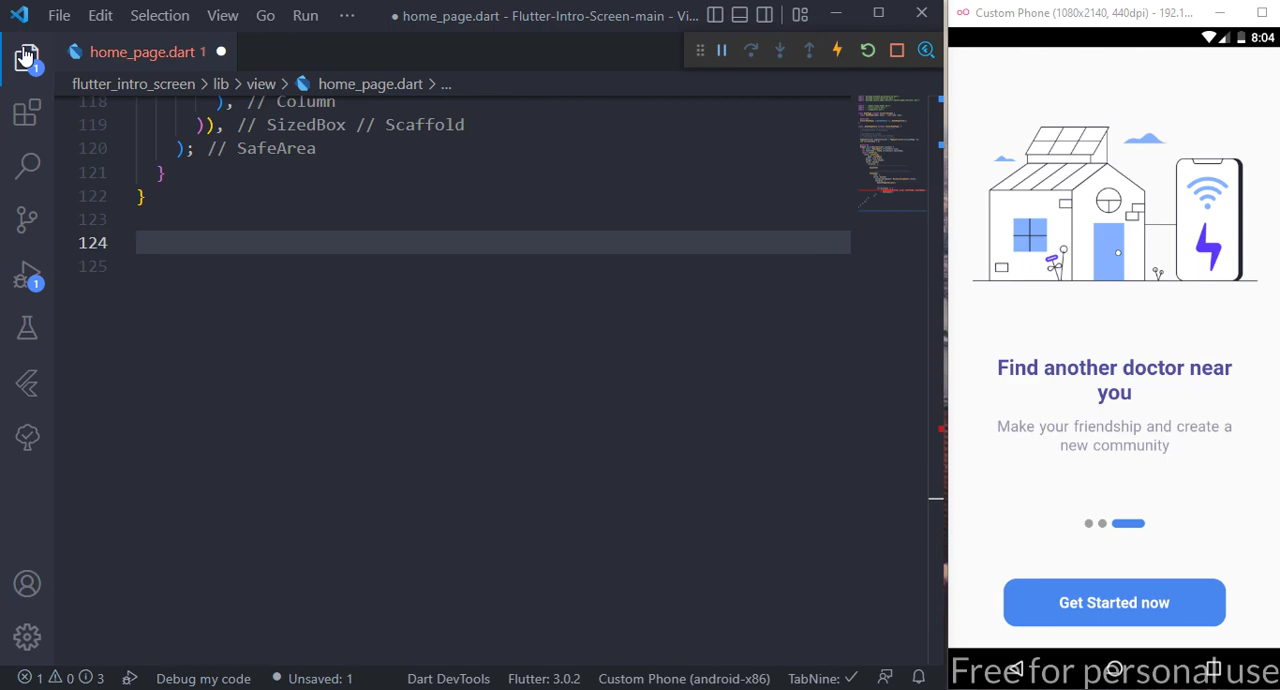 File Edit Selection View Go Run ··· ● home_page.dart - Flutter-Intro-Screen-main - Vi...
Custom Phone (1080x2140, 440dpi) - 192.1...
8:04
home_page.dart 1
1
flutter_intro_screen > lib > view > home_page.dart > ...
118 ), // Column
119 )), // SizedBox // Scaffold
120 ); // SafeArea
121 }
122 }
123
124
125
1
Find another doctor near
you
Make your friendship and create a
new community
Get Started now
1 0 3 Debug my code Unsaved: 1 Dart DevTools Flutter: 3.0.2 Custom Phone (android-x86) TabNine: ✓
Free for personal use